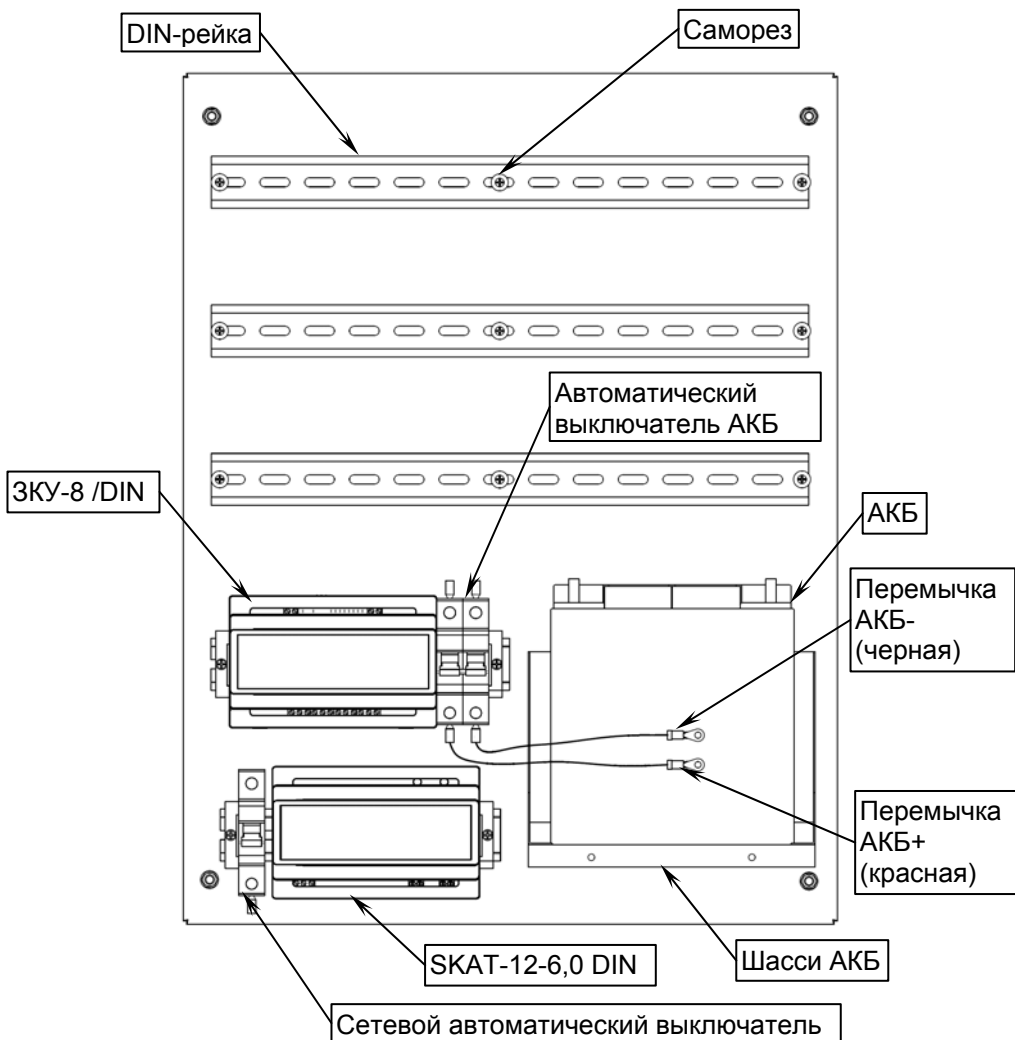 DIN-рейка
Саморез
Автоматический
выключатель АКБ
ЗКУ-8 /DIN
АКБ
Перемычка
АКБ-
(черная)
Перемычка
АКБ+
(красная)
SKAT-12-6,0 DIN
Шасси АКБ
Сетевой автоматический выключатель